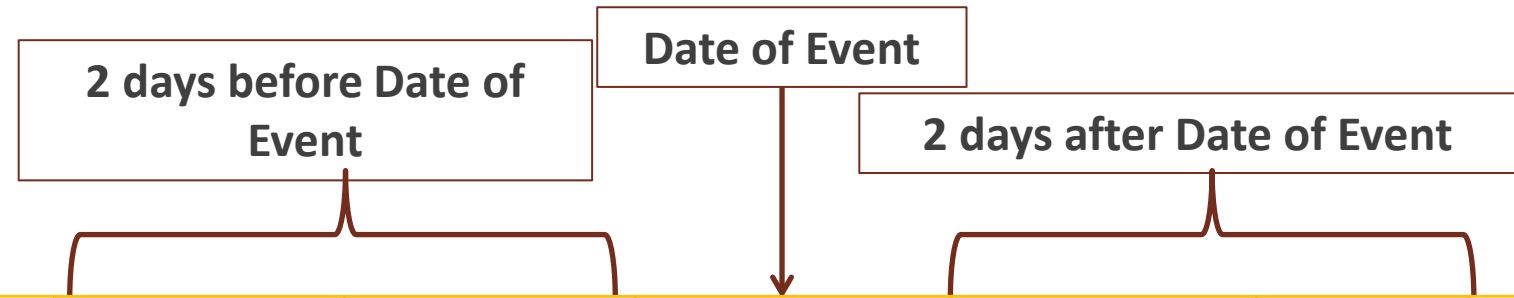 2 days before Date of
Event
Date of Event
2 days after Date of Event